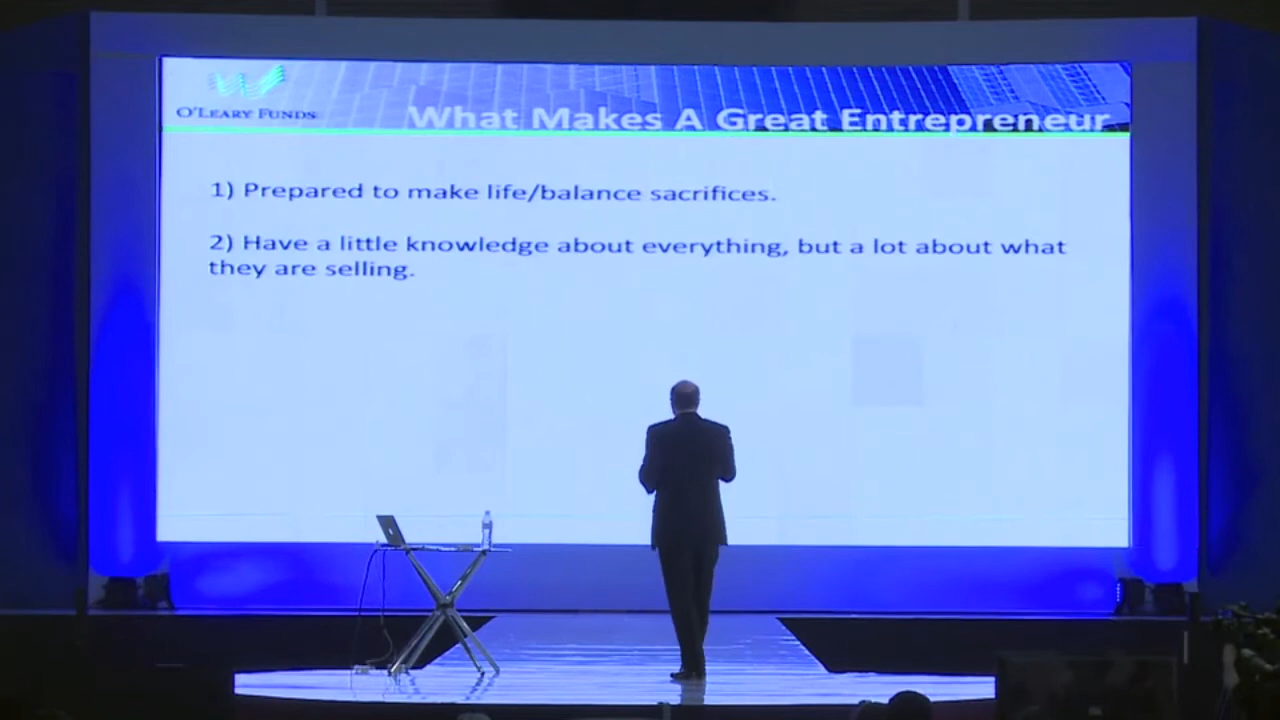 O'LEARY FUNDS
What Makes A Great Entrepreneur
1) Prepared to make life/balance sacrifices.
2) Have a little knowledge about everything, but a lot about what
they are selling.